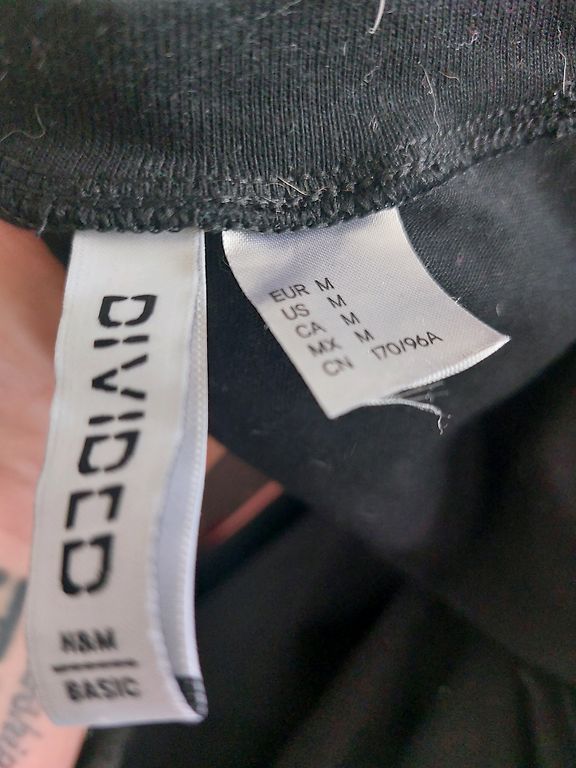 DIVIDED
H&M
BASIC
EUR M
US M
CA M
MX M
CN 170/96A